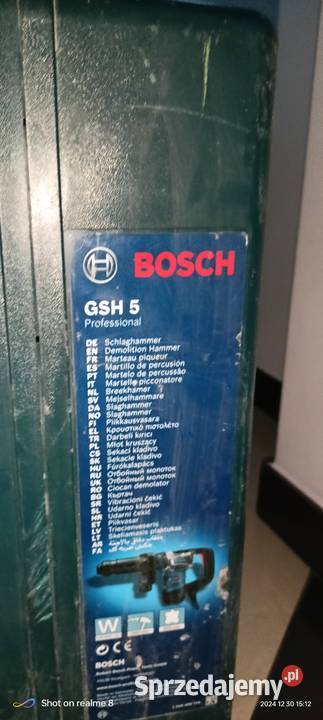 BOSCH
GSH 5
Professional
DE Schlaghammer
EN Demolition Hammer
FR Marteau piqueur
ES Martillo de percusión
PT Martelo de percussão
IT Martello picconatore
NL Breekhamer
SV Mejselhammare
DA Slaghammer
NO Slaghammer
FI Piikkausvasara
EL Κρουστικό πιστολέτο
TR Darbeli kırıcı
PL Młot kruszący
CS Sekací kladivo
SK Sekacie kladivo
HU Fúrókalapács
RU Отбойный молоток
UK Отбойный молоток
RO Ciocan demolator
BG Къртач
SR Vibracioni čekić
SL Udarno kladivo
HR Udarni čekić
ET Piikvasar
LV Triecienveseris
LT Skeliamasis plaktukas
AR
FA
W
BOSCH
Shot on realme 8
2024 12 30 15:12
Sprzedajemy.pl